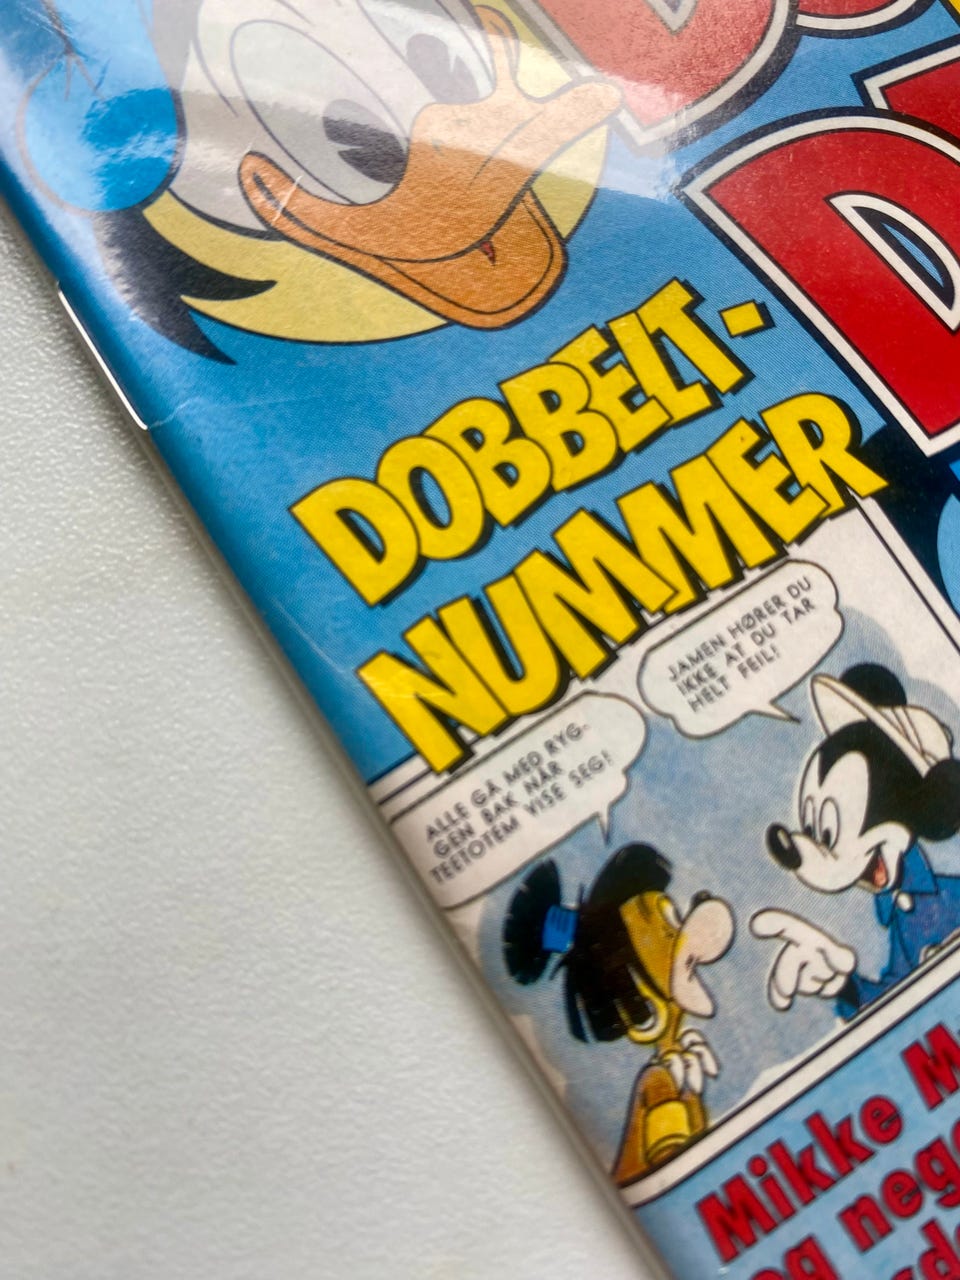 DOBBELT-
NUMMER
JAMEN HØRER DU
IKKE AT DU TAR
HELT FEIL!
ALLE GÅ MED RYG-
GEN BAK NÅR
TEETOTEM VISE SEG!
Mikke
og